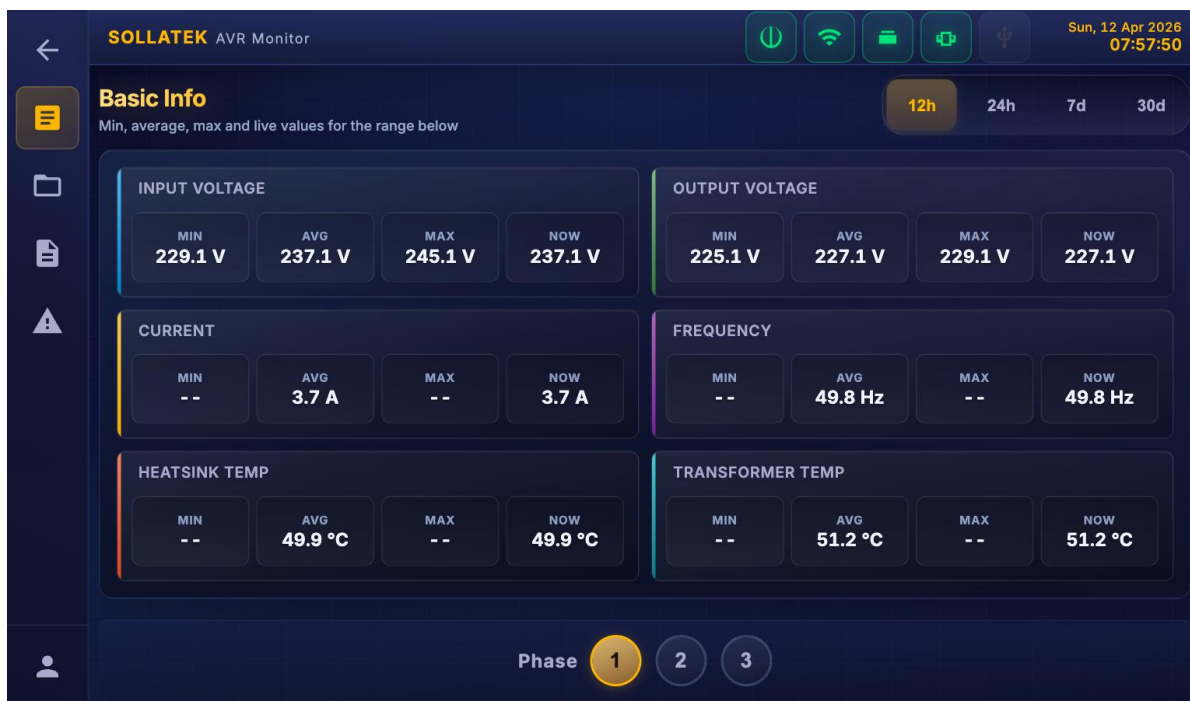 SOLLATEK AVR Monitor
Sun, 12 Apr 2026
07:57:50
Basic Info
Min, average, max and live values for the range below
12h 24h 7d 30d
INPUT VOLTAGE
MIN AVG MAX NOW
229.1 V 237.1 V 245.1 V 237.1 V
OUTPUT VOLTAGE
MIN AVG MAX NOW
225.1 V 227.1 V 229.1 V 227.1 V
CURRENT
MIN AVG MAX NOW
-- 3.7 A -- 3.7 A
FREQUENCY
MIN AVG MAX NOW
-- 49.8 Hz -- 49.8 Hz
HEATSINK TEMP
MIN AVG MAX NOW
-- 49.9 °C -- 49.9 °C
TRANSFORMER TEMP
MIN AVG MAX NOW
-- 51.2 °C -- 51.2 °C
Phase 1 2 3